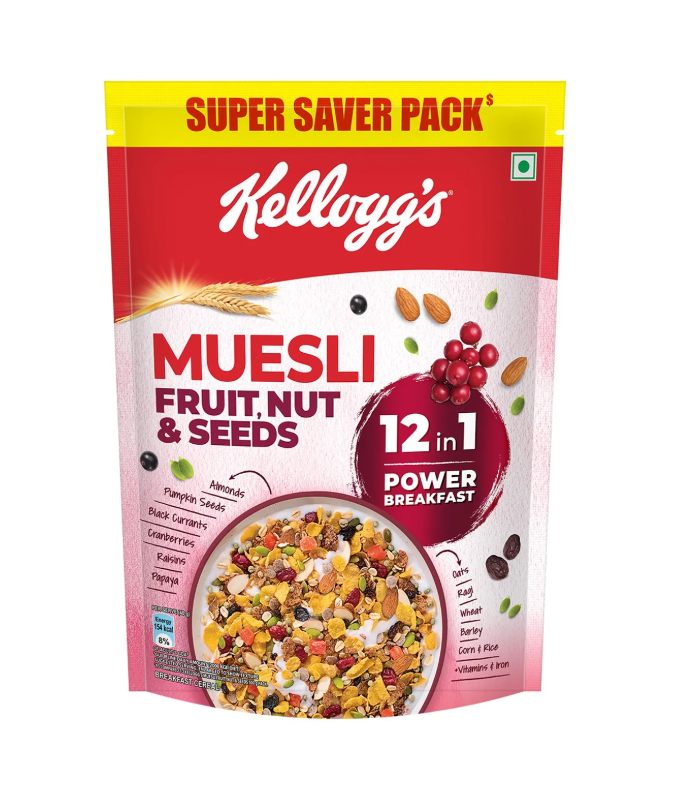 SUPER SAVER PACK$
Kellogg's®
MUESLI
FRUIT, NUT
& SEEDS
12 in 1
POWER
BREAKFAST
Almonds
Pumpkin Seeds
Black Currants
Cranberries
Raisins
Papaya
Oats
Ragi
Wheat
Barley
Corn & Rice
+Vitamins & Iron
Energy
154 kcal
8%
BREAKFAST CEREAL